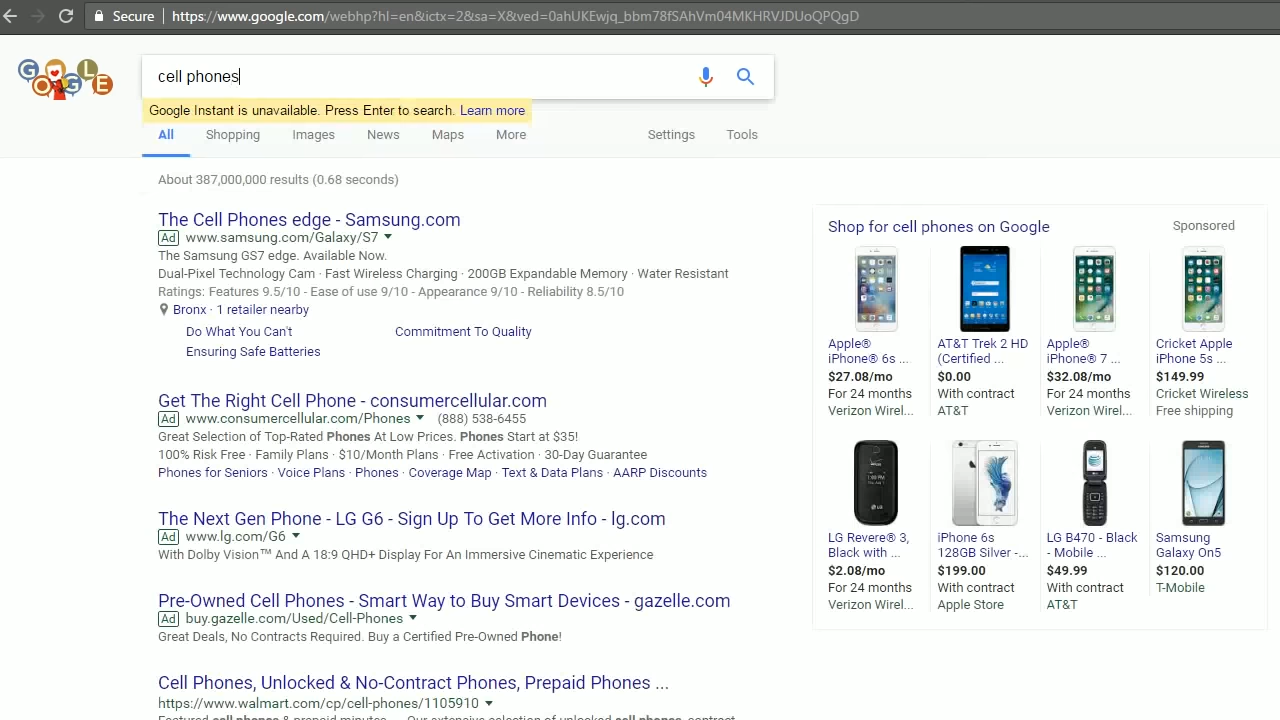 Secure https://www.google.com/webhp?hl=en&ictx=2&sa=X&ved=0ahUKEwjq_bbm78fSAhVm04MKHRVJDUoQPQgD
GOOGLE
cell phones
Google Instant is unavailable. Press Enter to search. Learn more
All Shopping Images News Maps More Settings Tools
About 387,000,000 results (0.68 seconds)
The Cell Phones edge - Samsung.com
Ad www.samsung.com/Galaxy/S7
The Samsung GS7 edge. Available Now.
Dual-Pixel Technology Cam · Fast Wireless Charging · 200GB Expandable Memory · Water Resistant
Ratings: Features 9.5/10 - Ease of use 9/10 - Appearance 9/10 - Reliability 8.5/10
Bronx · 1 retailer nearby
Do What You Can't Commitment To Quality
Ensuring Safe Batteries
Get The Right Cell Phone - consumercellular.com
Ad www.consumercellular.com/Phones (888) 538-6455
Great Selection of Top-Rated Phones At Low Prices. Phones Start at $35!
100% Risk Free · Family Plans · $10/Month Plans · Free Activation · 30-Day Guarantee
Phones for Seniors · Voice Plans · Phones · Coverage Map · Text & Data Plans · AARP Discounts
The Next Gen Phone - LG G6 - Sign Up To Get More Info - lg.com
Ad www.lg.com/G6
With Dolby Vision™ And A 18:9 QHD+ Display For An Immersive Cinematic Experience
Pre-Owned Cell Phones - Smart Way to Buy Smart Devices - gazelle.com
Ad buy.gazelle.com/Used/Cell-Phones
Great Deals, No Contracts Required. Buy a Certified Pre-Owned Phone!
Cell Phones, Unlocked & No-Contract Phones, Prepaid Phones ...
https://www.walmart.com/cp/cell-phones/1105910
Featured cell phones & prepaid minutes ... Our extensive selection of unlocked cell phones, contract
Shop for cell phones on Google Sponsored
Apple® AT&T Trek 2 HD Apple® Cricket Apple
iPhone® 6s ... (Certified ... iPhone® 7 ... iPhone 5s ...
$27.08/mo $0.00 $32.08/mo $149.99
For 24 months With contract For 24 months Cricket Wireless
Verizon Wirel... AT&T Verizon Wirel... Free shipping
LG Revere® 3, iPhone 6s LG B470 - Black Samsung
Black with ... 128GB Silver -... - Mobile ... Galaxy On5
$2.08/mo $199.00 $49.99 $120.00
For 24 months With contract With contract T-Mobile
Verizon Wirel... Apple Store AT&T